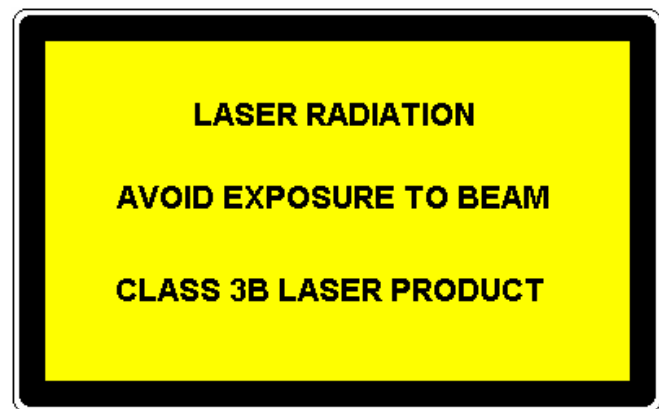 LASER RADIATION
AVOID EXPOSURE TO BEAM
CLASS 3B LASER PRODUCT